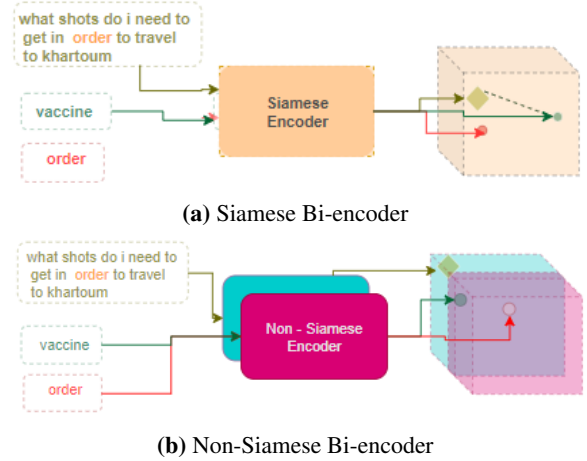 what shots do i need to
get in order to travel
to khartoum
vaccine
order
Siamese
Encoder
(a) Siamese Bi-encoder
what shots do i need to
get in order to travel
to khartoum
vaccine
order
Non - Siamese
Encoder
(b) Non-Siamese Bi-encoder